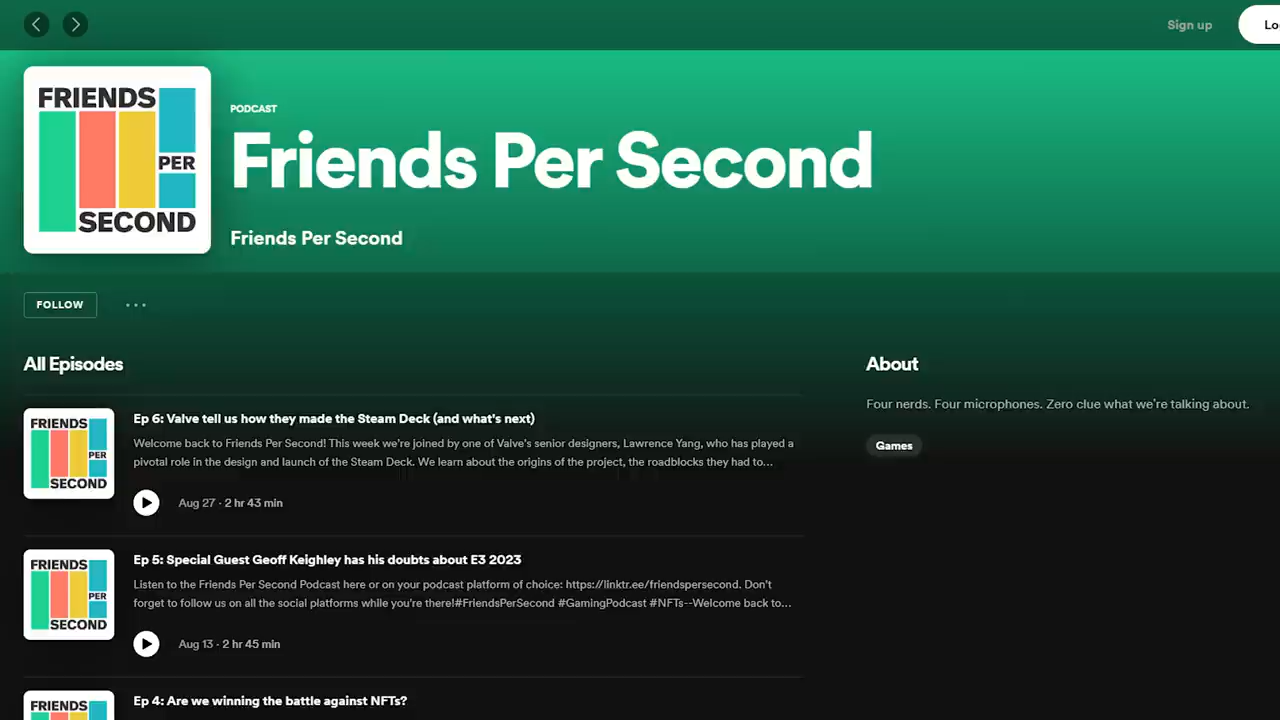 Sign up
Lo
FRIENDS
PER
SECOND
PODCAST
Friends Per Second
Friends Per Second
FOLLOW
All Episodes
About
Four nerds. Four microphones. Zero clue what we're talking about.
Games
FRIENDS
PER
SECOND
Ep 6: Valve tell us how they made the Steam Deck (and what's next)
Welcome back to Friends Per Second! This week we're joined by one of Valve's senior designers, Lawrence Yang, who has played a
pivotal role in the design and launch of the Steam Deck. We learn about the origins of the project, the roadblocks they had to...
Aug 27 · 2 hr 43 min
FRIENDS
PER
SECOND
Ep 5: Special Guest Geoff Keighley has his doubts about E3 2023
Listen to the Friends Per Second Podcast here or on your podcast platform of choice: https://linktr.ee/friendspersecond. Don't
forget to follow us on all the social platforms while you're there!#FriendsPerSecond #GamingPodcast #NFTs--Welcome back to...
Aug 13 · 2 hr 45 min
FRIENDS
Ep 4: Are we winning the battle against NFTs?